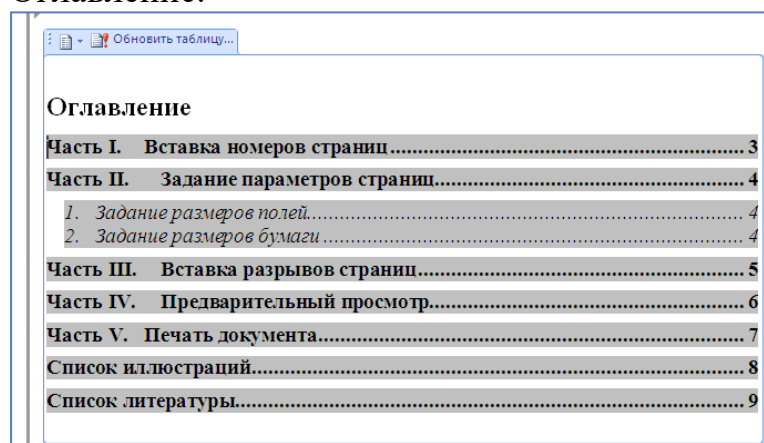 Оглавление.
Обновить таблицу...
Оглавление
Часть I. Вставка номеров страниц 3
Часть II. Задание параметров страниц 4
1. Задание размеров полей 4
2. Задание размеров бумаги 4
Часть III. Вставка разрывов страниц 5
Часть IV. Предварительный просмотр 6
Часть V. Печать документа 7
Список иллюстраций 8
Список литературы 9